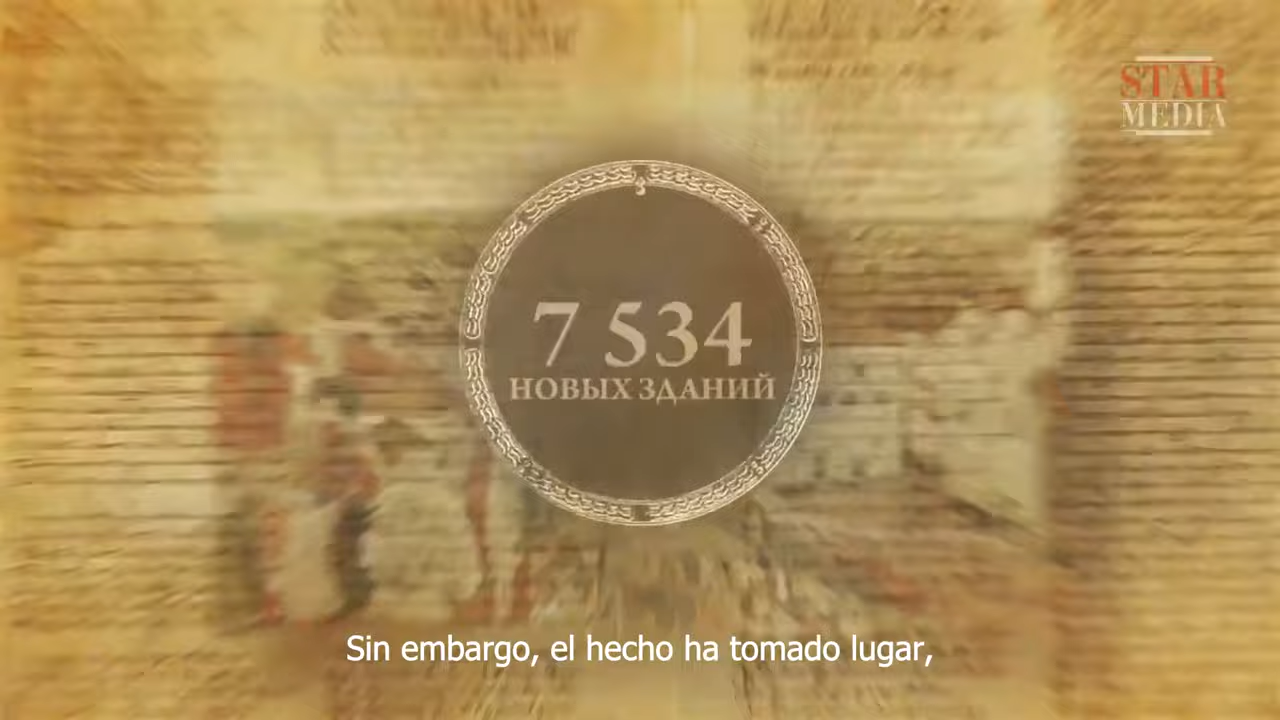 STAR
MEDIA
7 534
НОВЫХ ЗДАНИЙ
Sin embargo, el hecho ha tomado lugar,